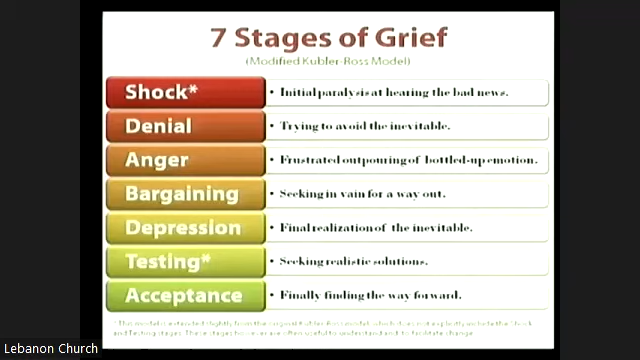 7 Stages of Grief
(Modified Kubler-Ross Model)
Shock* • Initial paralysis at hearing the bad news.
Denial • Trying to avoid the inevitable.
Anger • Frustrated outpouring of bottled-up emotion.
Bargaining • Seeking in vain for a way out.
Depression • Final realization of the inevitable.
Testing* • Seeking realistic solutions.
Acceptance • Finally finding the way forward.
Lebanon Church